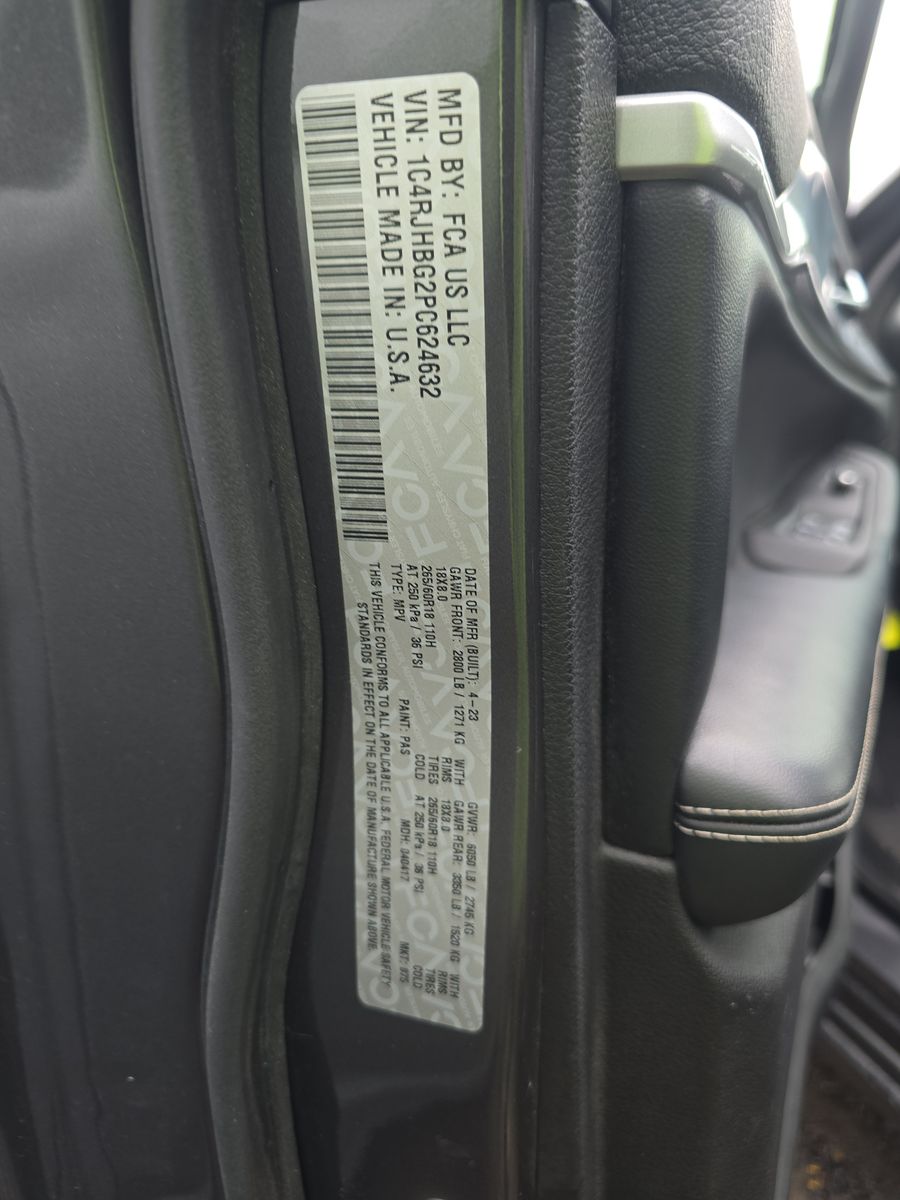 MFD BY: FCA US LLC
VIN: 1C4RJHBG2PC624632
VEHICLE MADE IN: U.S.A.
DATE OF MFR (BUILT): 4-23 GVWR: 6050 LB / 2745 KG
GAWR FRONT: 2800 LB / 1271 KG WITH GAWR REAR: 3350 LB / 1520 KG WITH
18X8.0 RIMS 18X8.0 RIMS
265/60R18 110H TIRES 265/60R18 110H TIRES
AT 250 kPa / 36 PSI COLD AT 250 kPa / 36 PSI COLD
TYPE: MPV PAINT: PAS MDH: 040417 MKT: 975
THIS VEHICLE CONFORMS TO ALL APPLICABLE U.S.A. FEDERAL MOTOR VEHICLE SAFETY
STANDARDS IN EFFECT ON THE DATE OF MANUFACTURE SHOWN ABOVE.